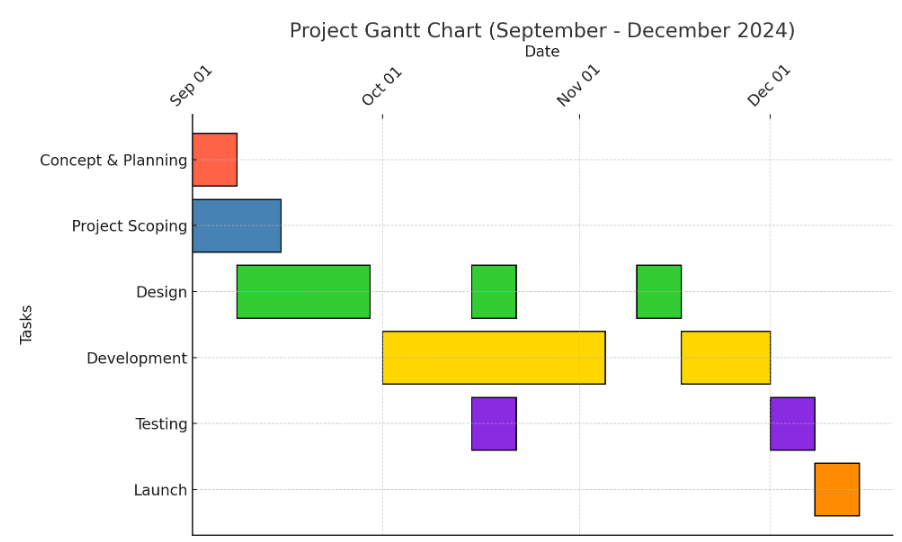 Project Gantt Chart (September - December 2024)
Date
Sep 01
Oct 01
Nov 01
Dec 01
Tasks
Concept & Planning
Project Scoping
Design
Development
Testing
Launch